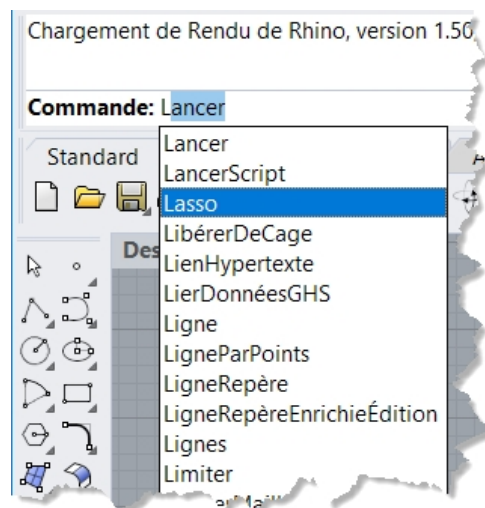 Chargement de Rendu de Rhino, version 1.50,
Commande: Lancer
Standard
Lancer
LancerScript
Lasso
Des
LibérerDeCage
LienHypertexte
LierDonnéesGHS
Ligne
LigneParPoints
LigneRepère
LigneRepèreEnrichieÉdition
Lignes
Limiter